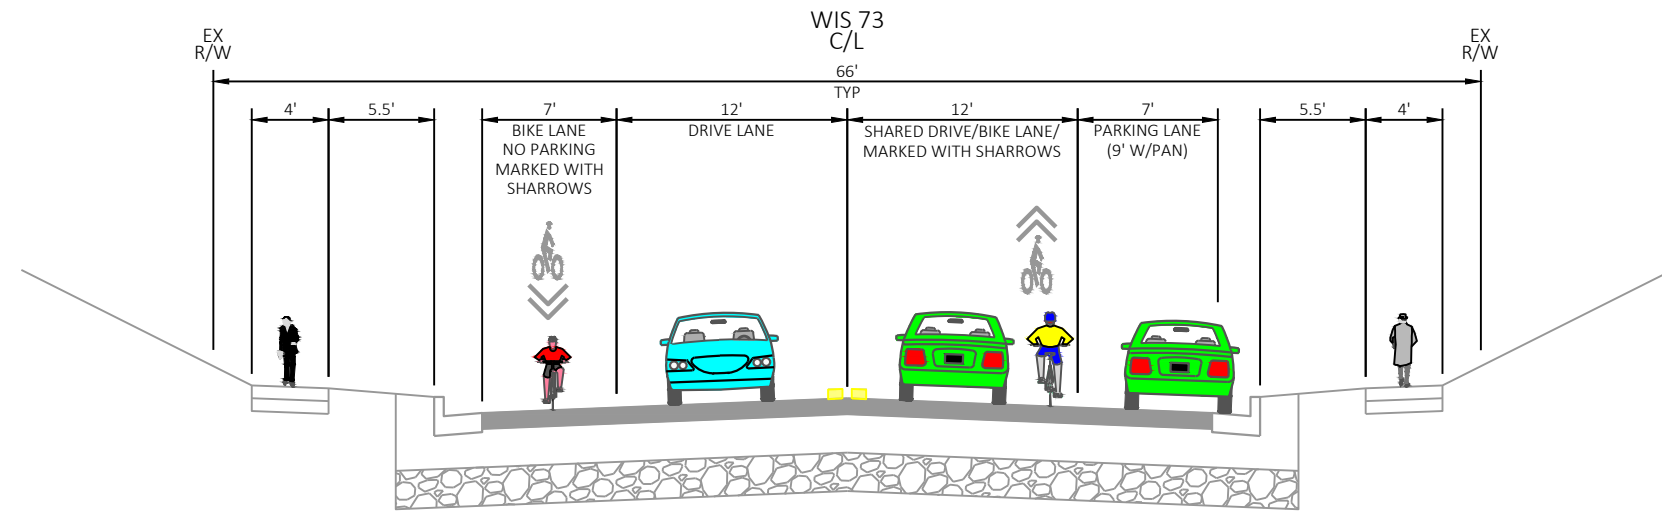 WIS 73
C/L
EX
R/W
EX
R/W
66'
TYP
4'
5.5'
7'
12'
12'
7'
5.5'
4'
BIKE LANE
NO PARKING
MARKED WITH
SHARROWS
DRIVE LANE
SHARED DRIVE/BIKE LANE/
MARKED WITH SHARROWS
PARKING LANE
(9' W/PAN)